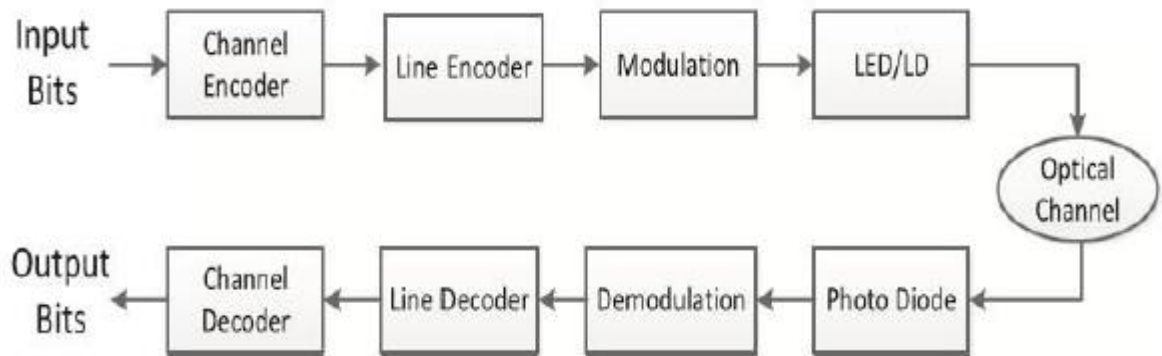 Input
Bits
Channel
Encoder
Line Encoder
Modulation
LED/LD
Optical
Channel
Output
Bits
Channel
Decoder
Line Decoder
Demodulation
Photo Diode